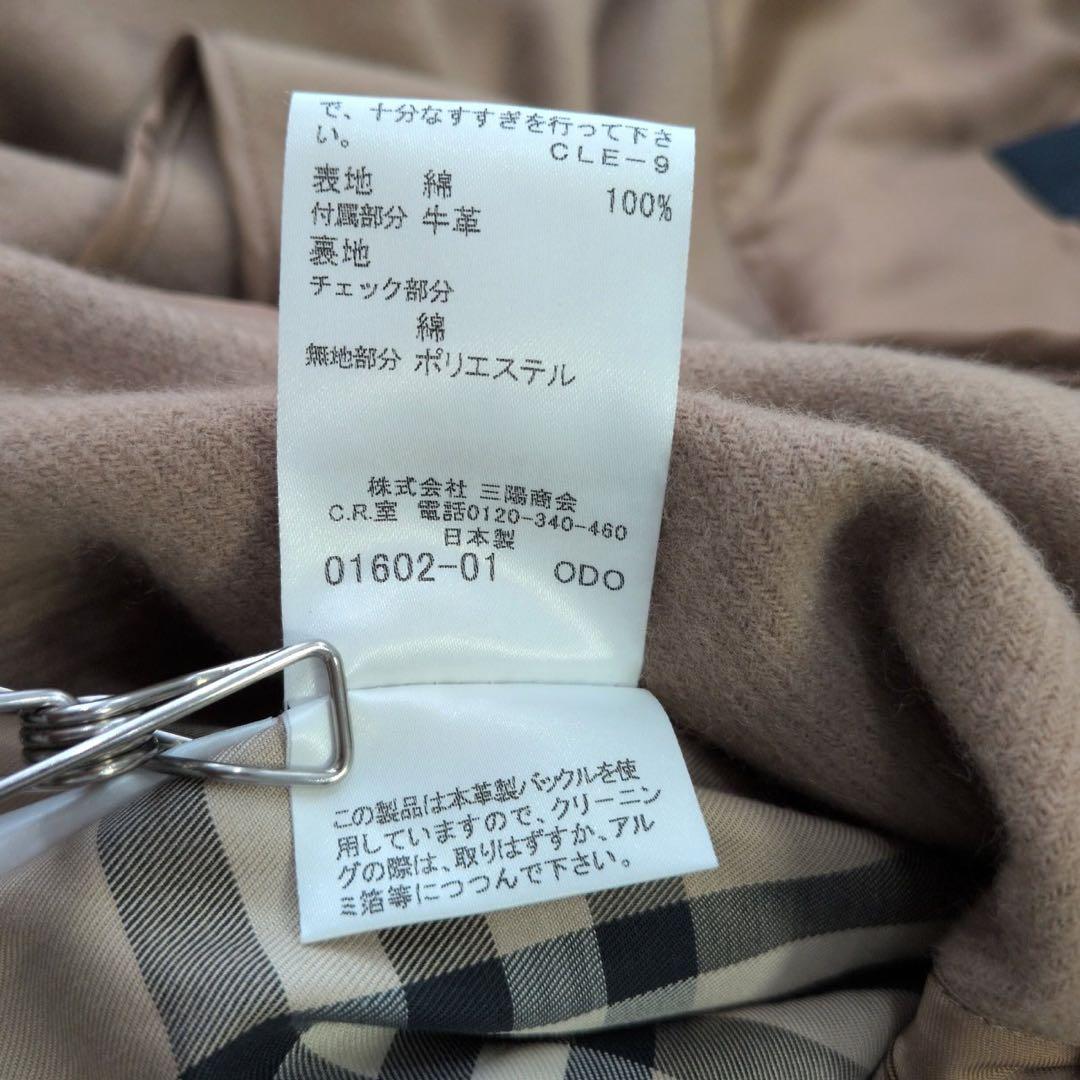 で、十分なすすぎを行って下さ
い。 CLE-9
表地 綿 100%
付属部分 牛革
裏地
チェック部分
綿
無地部分 ポリエステル
株式会社 三陽商会
C.R.室 電話0120-340-460
日本製
01602-01 ODO
この製品は本革製バックルを使
用していますので、クリーニン
グの際は、取りはずすか、アル
ミ箔等につつんで下さい。